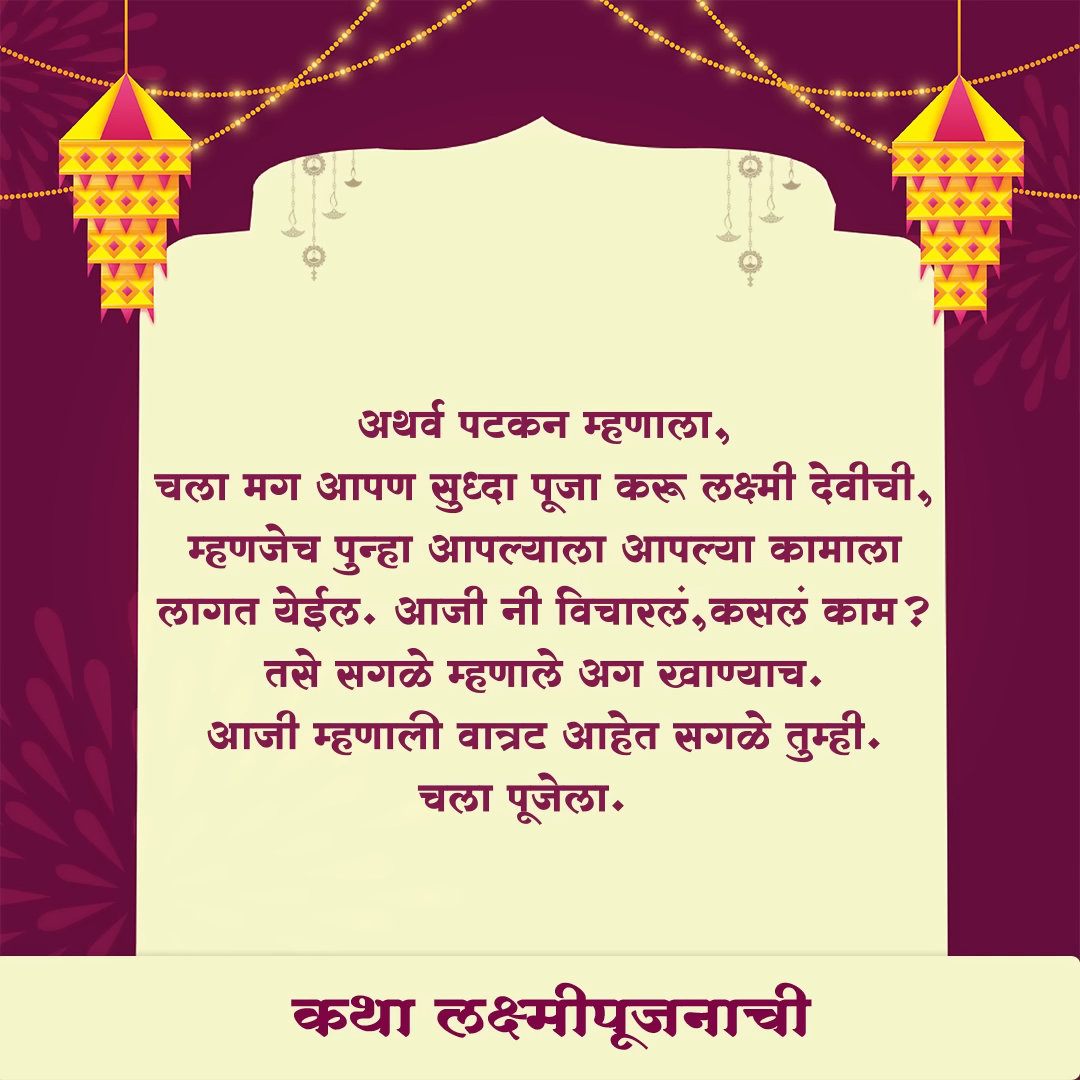 अथर्व पटकन म्हणाला,
चला मग आपण सुध्दा पूजा करू लक्ष्मी देवीची,
म्हणजेच पुन्हा आपल्याला आपल्या कामाला
लागत येईल. आजी नी विचारलं,कसलं काम?
तसे सगळे म्हणाले अग खाण्याच.
आजी म्हणाली वात्रट आहेत सगळे तुम्ही.
चला पूजेला.
कथा लक्ष्मीपूजनाची